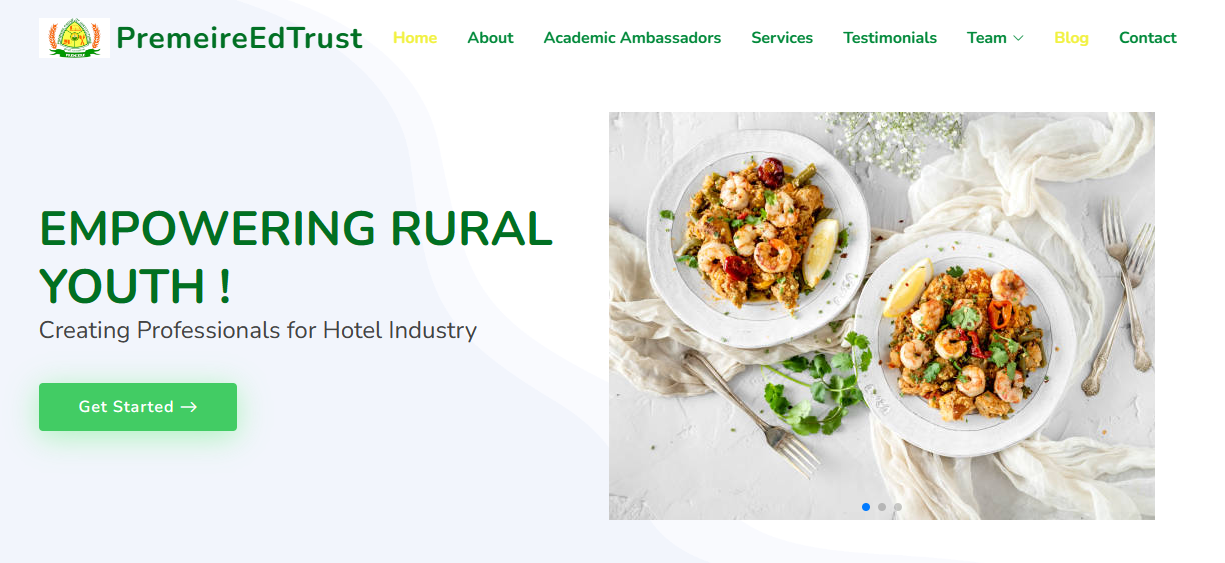 PremeireEdTrust
Home
About
Academic Ambassadors
Services
Testimonials
Team
Blog
Contact
EMPOWERING RURAL
YOUTH !
Creating Professionals for Hotel Industry
Get Started →